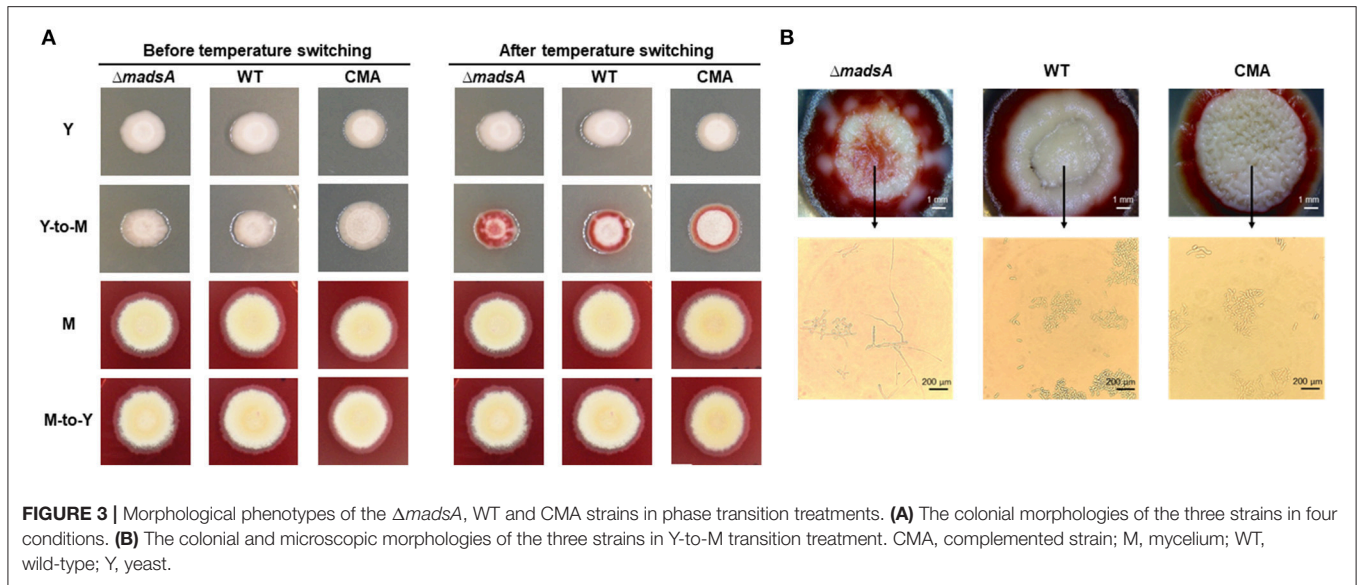 A
Before temperature switching
After temperature switching
ΔmadsA WT CMA
ΔmadsA WT CMA
Y
Y-to-M
M
M-to-Y
B
ΔmadsA WT CMA
1 mm 1 mm 1 mm
200 μm 200 μm 200 μm
FIGURE 3 | Morphological phenotypes of the ΔmadsA, WT and CMA strains in phase transition treatments. (A) The colonial morphologies of the three strains in four
conditions. (B) The colonial and microscopic morphologies of the three strains in Y-to-M transition treatment. CMA, complemented strain; M, mycelium; WT,
wild-type; Y, yeast.